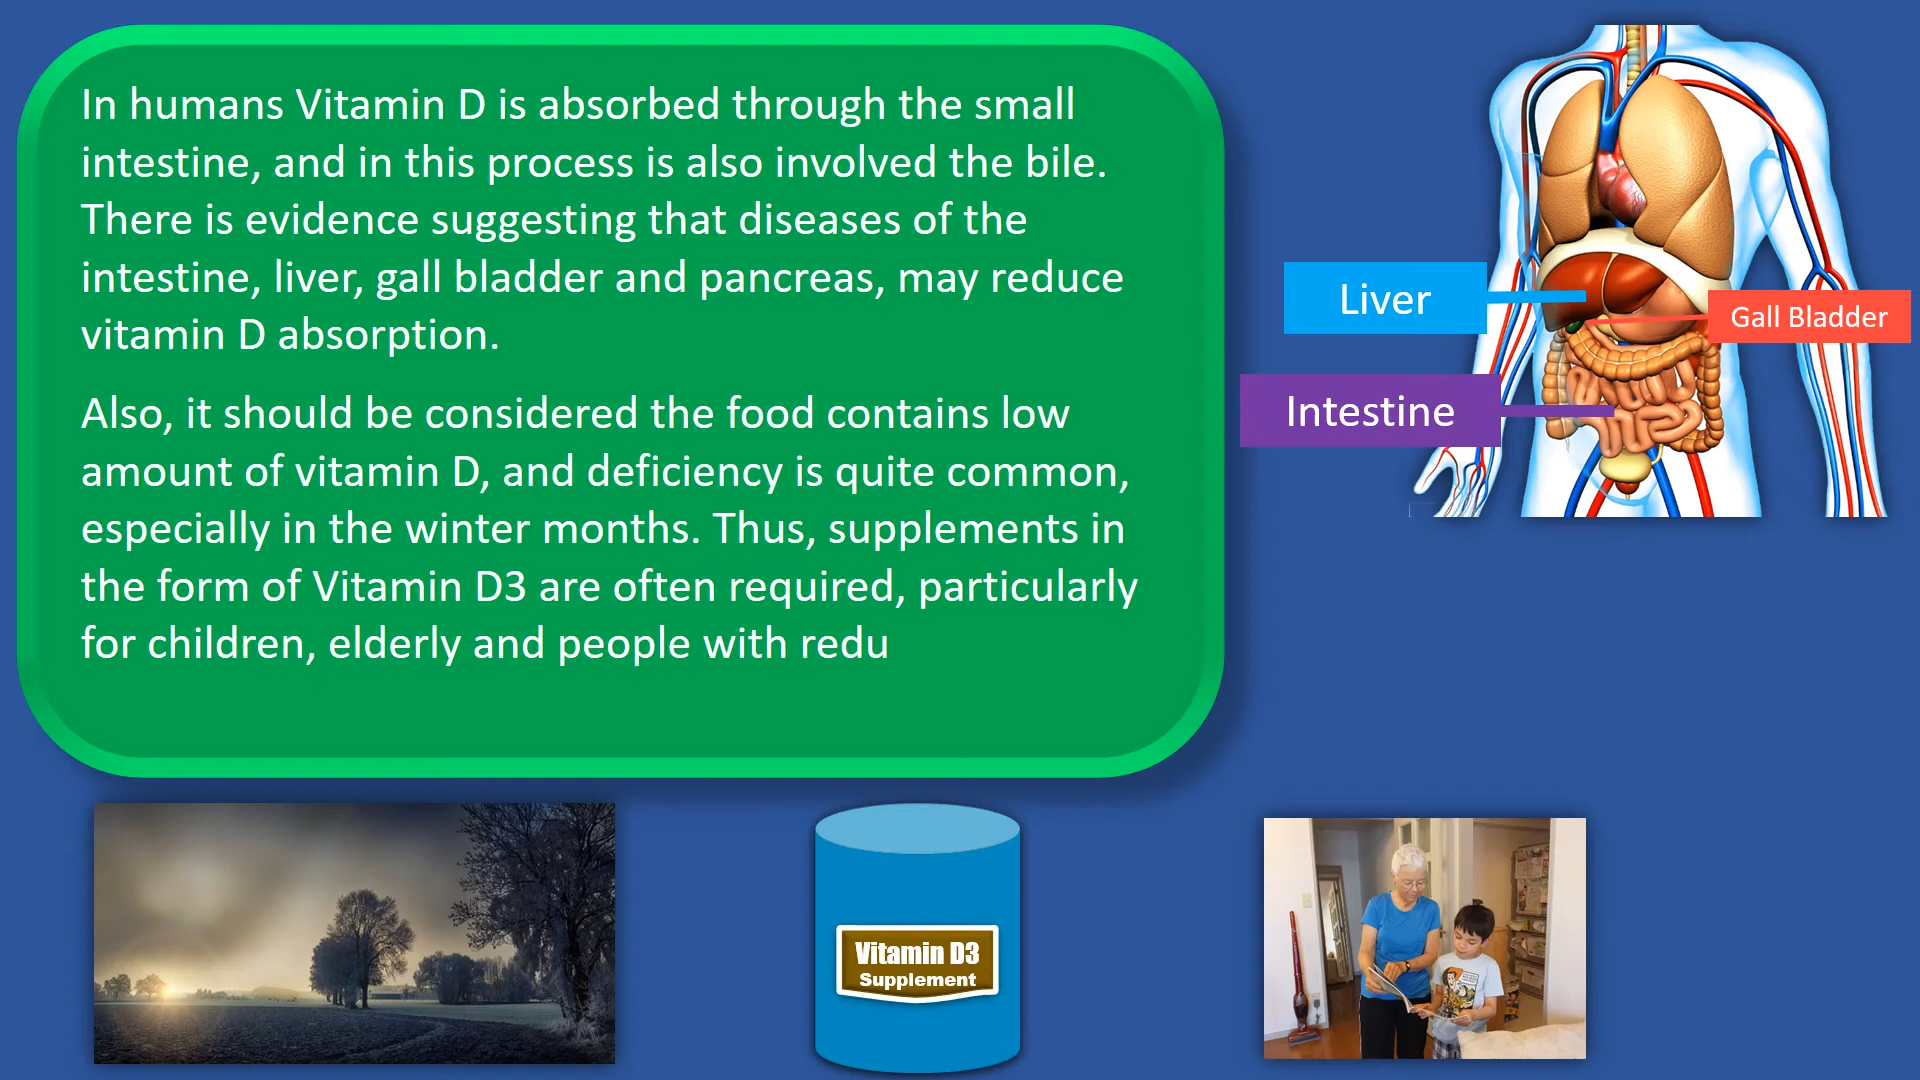 In humans Vitamin D is absorbed through the small
intestine, and in this process is also involved the bile.
There is evidence suggesting that diseases of the
intestine, liver, gall bladder and pancreas, may reduce
vitamin D absorption.
Also, it should be considered the food contains low
amount of vitamin D, and deficiency is quite common,
especially in the winter months. Thus, supplements in
the form of Vitamin D3 are often required, particularly
for children, elderly and people with redu
Liver
Gall Bladder
Intestine
Vitamin D3
Supplement